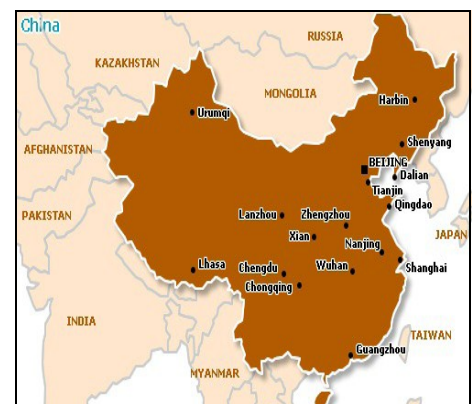 China
RUSSIA
KAZAKHSTAN
MONGOLIA
Harbin
Urumqi
Shenyang
AFGHANISTAN
BEIJING
Dalian
Tianjin
PAKISTAN
Qingdao
Lanzhou
Zhengzhou
JAPAN
Xian
Nanjing
Lhasa
Chengdu
Wuhan
Shanghai
Chongqing
INDIA
TAIWAN
Guangzhou
MYANMAR